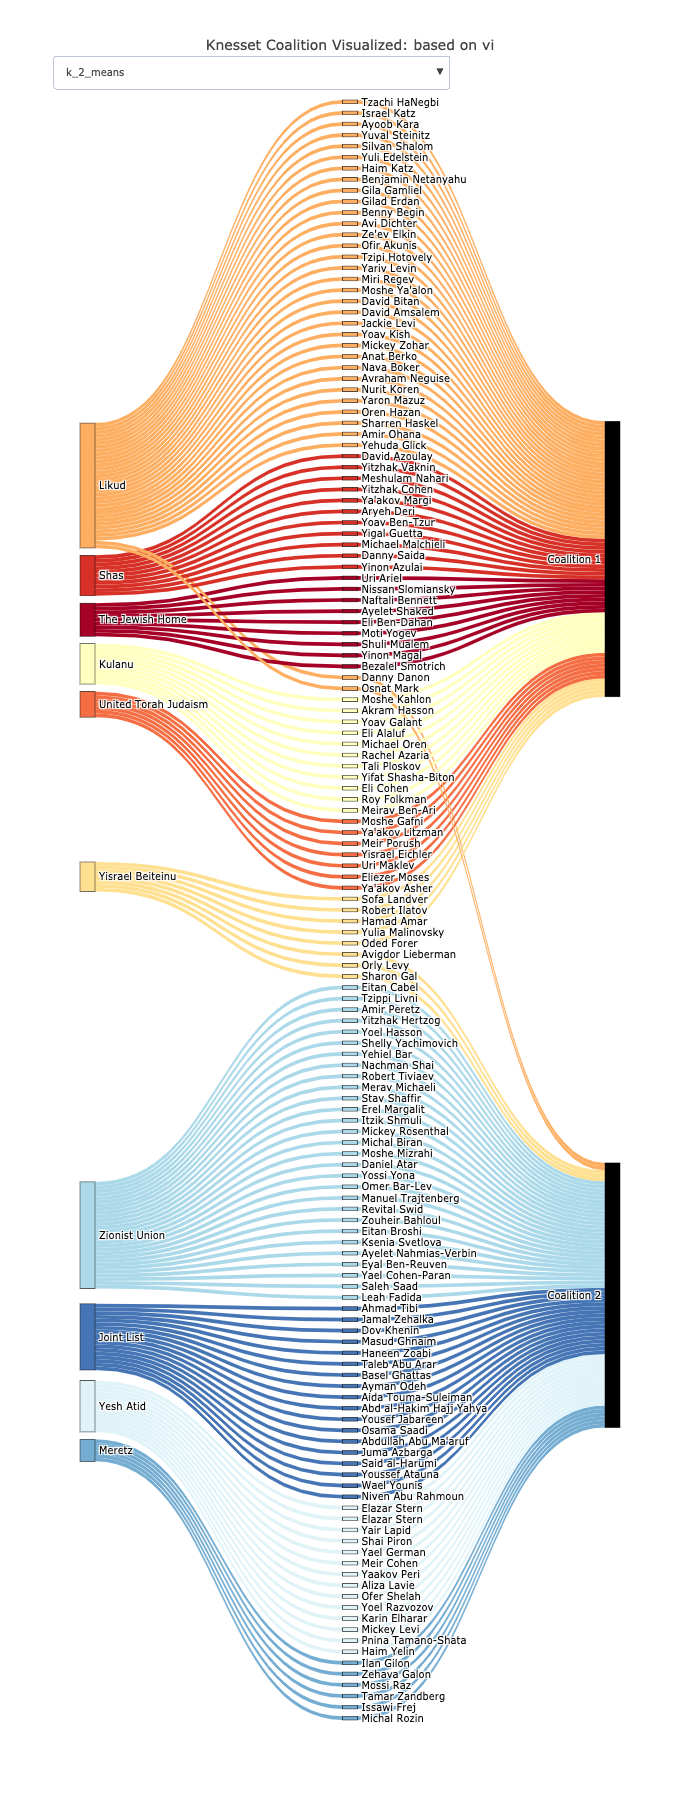 Knesset Coalition Visualized: based on vi
k_2_means
▼
Tzachi HaNegbi
Israel Katz
Ayoob Kara
Yuval Steinitz
Silvan Shalom
Yuli Edelstein
Haim Katz
Benjamin Netanyahu
Gila Gamliel
Gilad Erdan
Benny Begin
Avi Dichter
Ze'ev Elkin
Ofir Akunis
Tzipi Hotovely
Yariv Levin
Miri Regev
Moshe Ya'alon
David Bitan
David Amsalem
Jackie Levi
Yoav Kish
Mickey Zohar
Anat Berko
Nava Boker
Avraham Neguise
Nurit Koren
Yaron Mazuz
Oren Hazan
Sharren Haskel
Amir Ohana
Yehuda Glick
David Azoulay
Yitzhak Vaknin
Meshulam Nahari
Yitzhak Cohen
Ya'akov Margi
Aryeh Deri
Yoav Ben-Tzur
Yigal Guetta
Michael Malchieli
Danny Saida
Yinon Azulai
Uri Ariel
Nissan Slomiansky
Naftali Bennett
Ayelet Shaked
Eli Ben-Dahan
Moti Yogev
Shuli Mualem
Yinon Magal
Bezalel Smotrich
Danny Danon
Osnat Mark
Moshe Kahlon
Akram Hasson
Yoav Galant
Eli Alaluf
Michael Oren
Rachel Azaria
Tali Ploskov
Yifat Shasha-Biton
Eli Cohen
Roy Folkman
Meirav Ben-Ari
Moshe Gafni
Ya'akov Litzman
Meir Porush
Yisrael Eichler
Uri Maklev
Eliezer Moses
Ya'akov Asher
Sofa Landver
Robert Ilatov
Hamad Amar
Yulia Malinovsky
Oded Forer
Avigdor Lieberman
Orly Levy
Sharon Gal
Eitan Cabel
Tzippi Livni
Amir Peretz
Yitzhak Hertzog
Yoel Hasson
Shelly Yachimovich
Yehiel Bar
Nachman Shai
Robert Tiviaev
Merav Michaeli
Stav Shaffir
Erel Margalit
Itzik Shmuli
Mickey Rosenthal
Michal Biran
Moshe Mizrahi
Daniel Atar
Yossi Yona
Omer Bar-Lev
Manuel Trajtenberg
Revital Swid
Zouheir Bahloul
Eitan Broshi
Ksenia Svetlova
Ayelet Nahmias-Verbin
Eyal Ben-Reuven
Yael Cohen-Paran
Saleh Saad
Leah Fadida
Ahmad Tibi
Jamal Zehalka
Dov Khenin
Masud Ghnaim
Haneen Zoabi
Taleb Abu Arar
Basel Ghattas
Ayman Odeh
Aida Touma-Suleiman
Abd al-Hakim Hajj Yahya
Yousef Jabareen
Osama Saadi
Abdullah Abu Maaruf
Juma Azbarga
Said al-Harumi
Youssef Atauna
Wael Younis
Niven Abu Rahmoun
Elazar Stern
Elazar Stern
Yair Lapid
Shai Piron
Yael German
Meir Cohen
Yaakov Peri
Aliza Lavie
Ofer Shelah
Yoel Razvozov
Karin Elharar
Mickey Levi
Pnina Tamano-Shata
Haim Yelin
Ilan Gilon
Zehava Galon
Mossi Raz
Tamar Zandberg
Issawi Frej
Michal Rozin
Likud
Shas
The Jewish Home
Kulanu
United Torah Judaism
Yisrael Beiteinu
Zionist Union
Joint List
Yesh Atid
Meretz
Coalition 1
Coalition 2